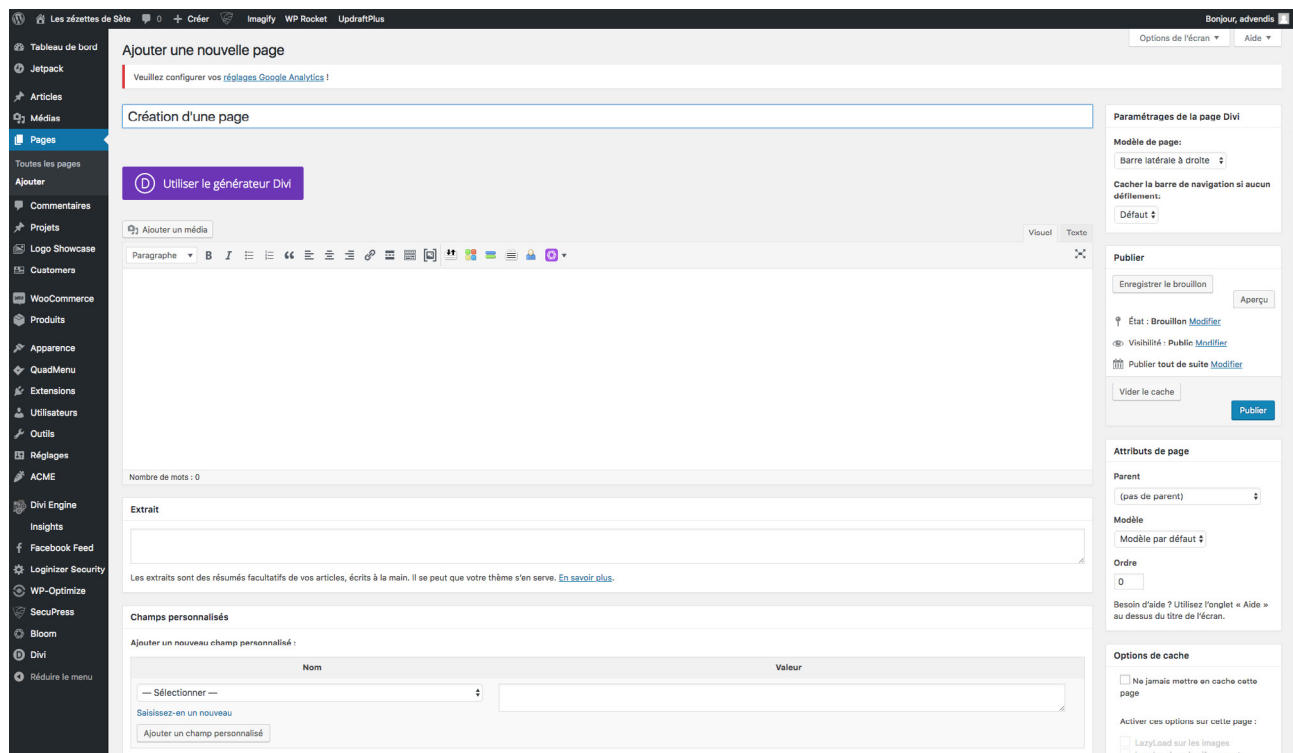 Les zézettes de Sète 0 + Créer Imagify WP Rocket UpdraftPlus Bonjour, advendis
Tableau de bord
Jetpack
Articles
Médias
Pages
Toutes les pages
Ajouter
Commentaires
Projets
Logo Showcase
Customers
WooCommerce
Produits
Apparence
QuadMenu
Extensions
Utilisateurs
Outils
Réglages
ACME
Divi Engine
Insights
Facebook Feed
Loginizer Security
WP-Optimize
SecuPress
Bloom
Divi
Réduire le menu
Options de l'écran Aide
Ajouter une nouvelle page
Veuillez configurer vos réglages Google Analytics !
Création d'une page
Utiliser le générateur Divi
Ajouter un média
Visuel Texte
Paragraphe
Nombre de mots : 0
Extrait
Les extraits sont des résumés facultatifs de vos articles, écrits à la main. Il se peut que votre thème s'en serve. En savoir plus.
Champs personnalisés
Ajouter un nouveau champ personnalisé :
Nom Valeur
— Sélectionner —
Saisissez-en un nouveau
Ajouter un champ personnalisé
Paramétrages de la page Divi
Modèle de page:
Barre latérale à droite
Cacher la barre de navigation si aucun
défilement:
Défaut
Publier
Enregistrer le brouillon
Aperçu
État : Brouillon Modifier
Visibilité : Public Modifier
Publier tout de suite Modifier
Vider le cache
Publier
Attributs de page
Parent
(pas de parent)
Modèle
Modèle par défaut
Ordre
0
Besoin d'aide ? Utilisez l'onglet « Aide »
au dessus du titre de l'écran.
Options de cache
Ne jamais mettre en cache cette
page
Activer ces options sur cette page :
LazyLoad sur les images